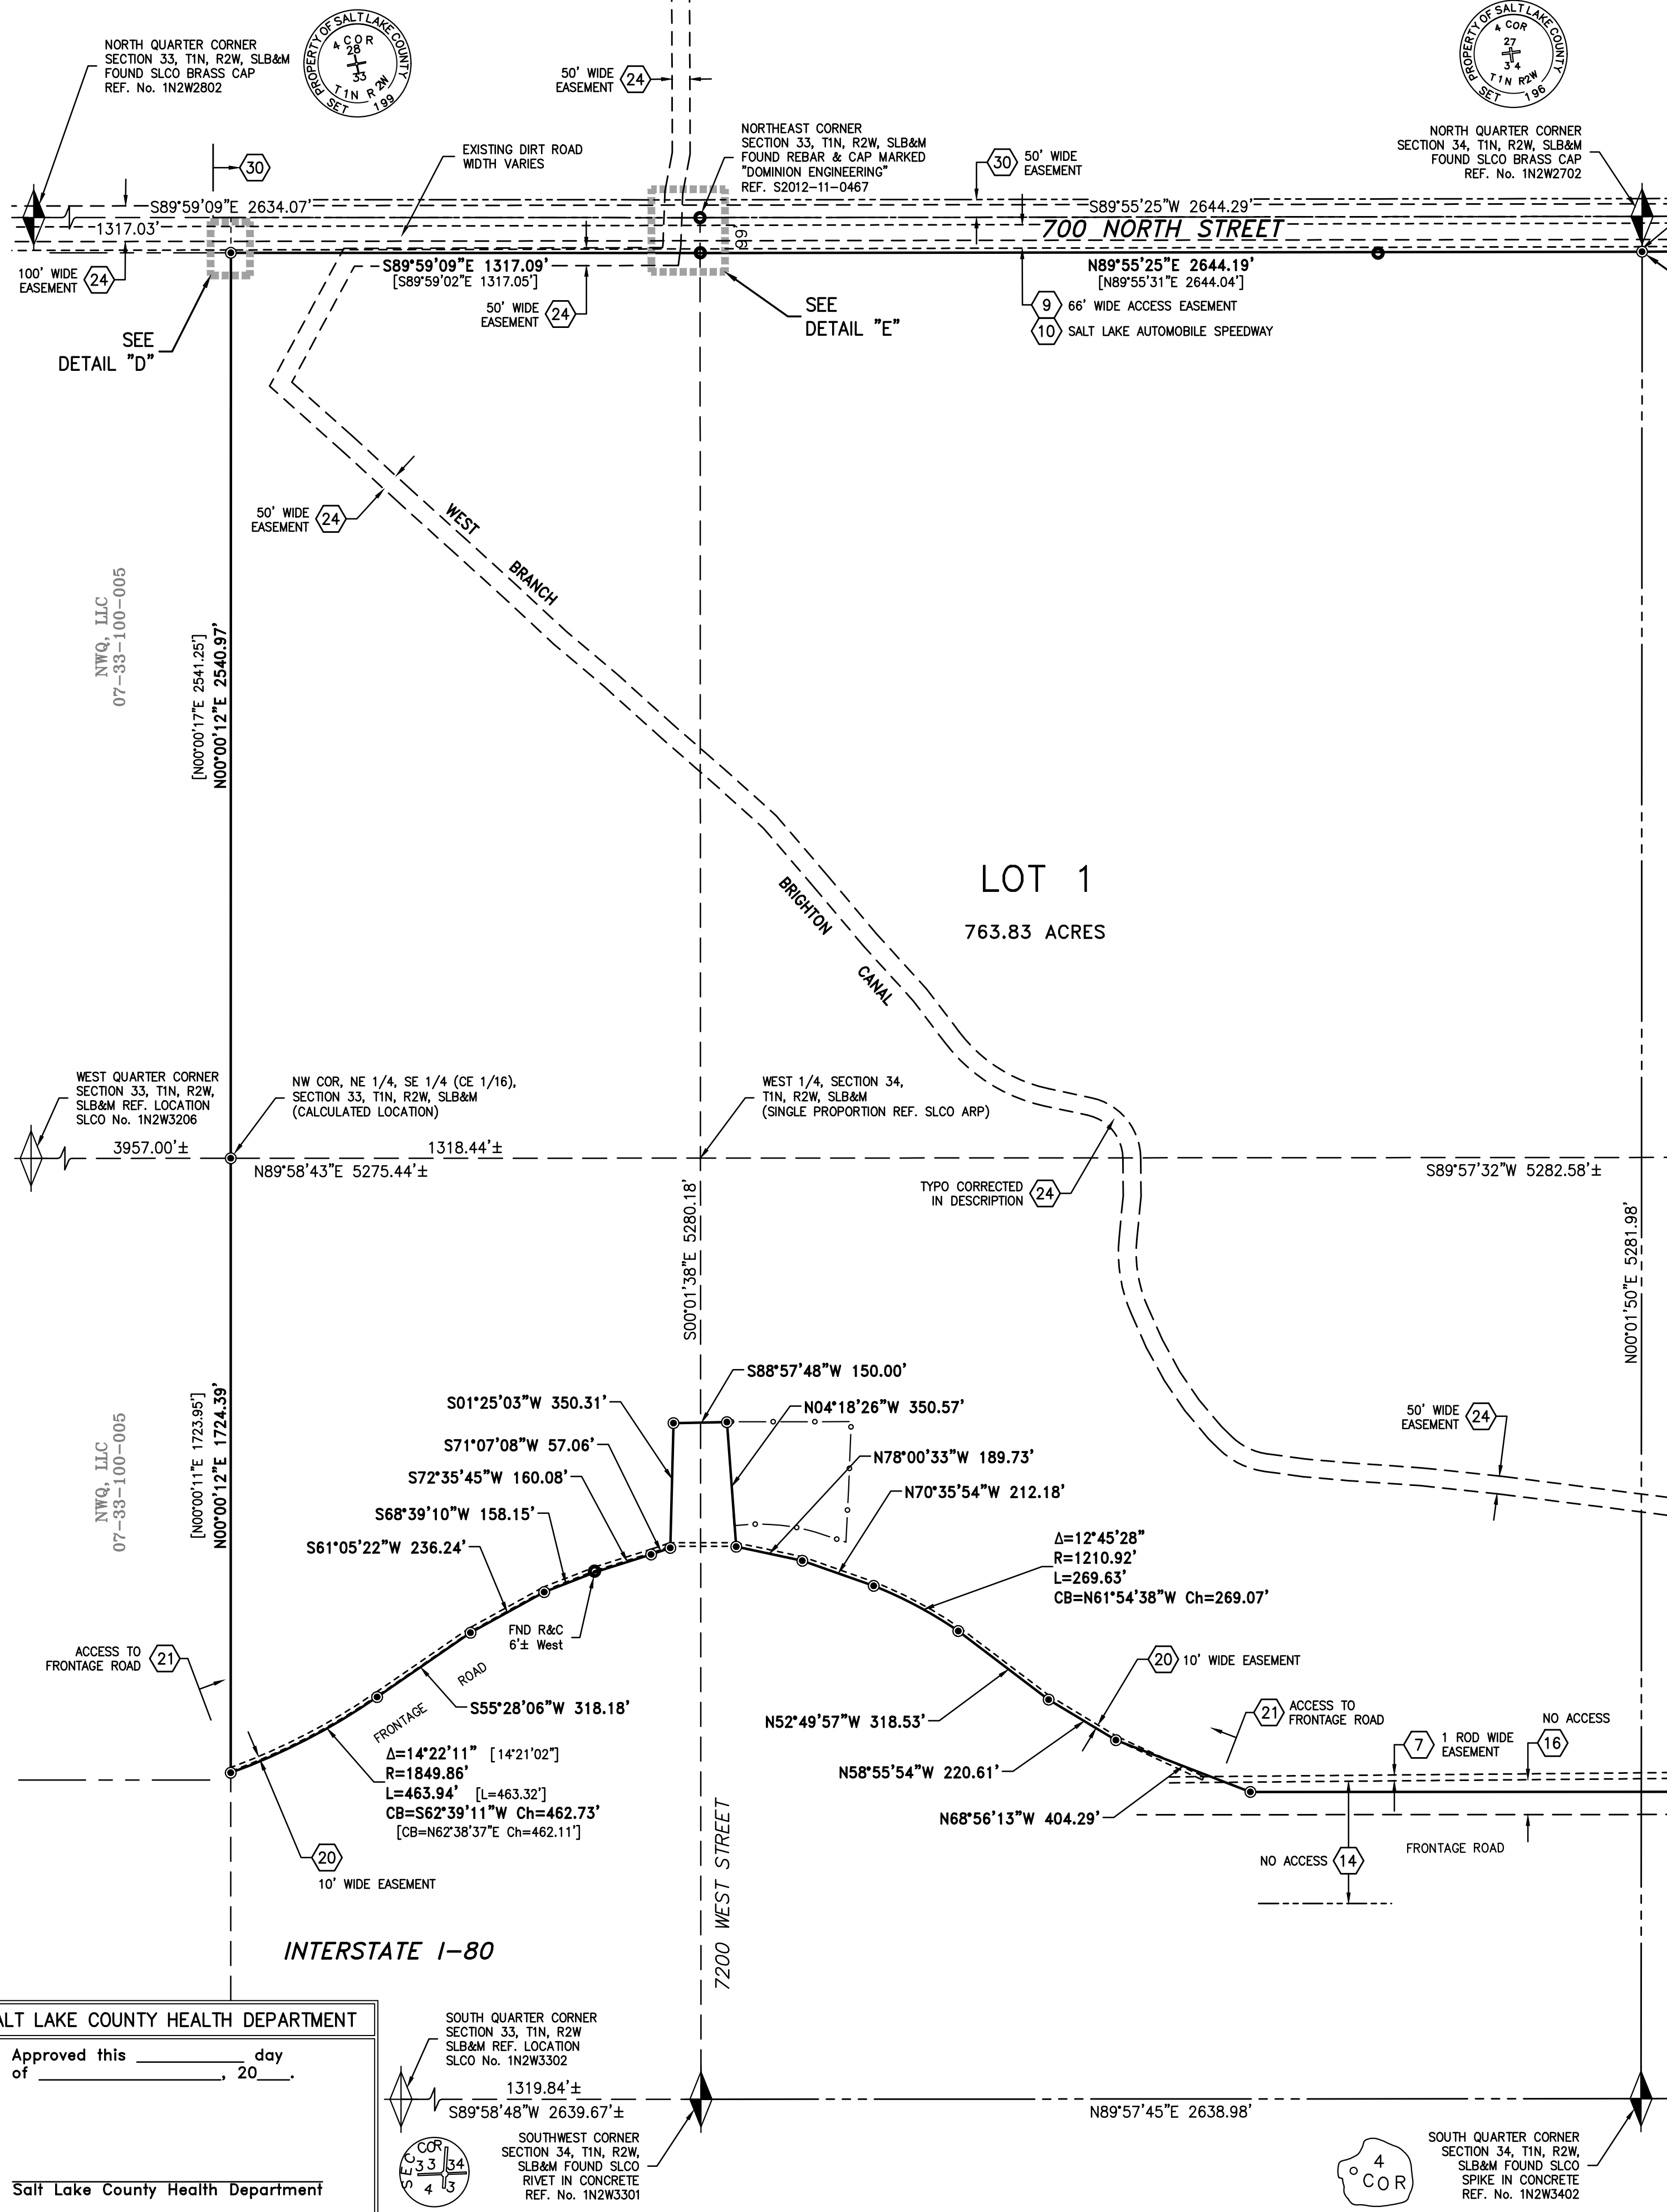 NORTH QUARTER CORNER
SECTION 33, T1N, R2W, SLB&M
FOUND SLCO BRASS CAP
REF. No. 1N2W2802
PROPERTY OF SALT LAKE COUNTY
4 COR
28
33
T1N R2W
SET 199
50' WIDE
EASEMENT
24
PROPERTY OF SALT LAKE COUNTY
4 COR
27
34
T1N R2W
SET 196
NORTHEAST CORNER
SECTION 33, T1N, R2W, SLB&M
FOUND REBAR & CAP MARKED
"DOMINION ENGINEERING"
REF. S2012-11-0467
NORTH QUARTER CORNER
SECTION 34, T1N, R2W, SLB&M
FOUND SLCO BRASS CAP
REF. No. 1N2W2702
30
EXISTING DIRT ROAD
WIDTH VARIES
30
50' WIDE
EASEMENT
S89°59'09"E 2634.07'
S89°55'25"W 2644.29'
1317.03'
99'
700 NORTH STREET
100' WIDE
EASEMENT
24
S89°59'09"E 1317.09'
[S89°59'02"E 1317.05']
N89°55'25"E 2644.19'
[N89°55'31"E 2644.04']
50' WIDE
EASEMENT
24
SEE
DETAIL "E"
9
66' WIDE ACCESS EASEMENT
10
SALT LAKE AUTOMOBILE SPEEDWAY
SEE
DETAIL "D"
50' WIDE
EASEMENT
24
WEST
BRANCH
NWQ, LLC
07-33-100-005
[N00°00'17"E 2541.25']
N00°00'12"E 2540.97'
LOT 1
763.83 ACRES
BRIGHTON
CANAL
WEST QUARTER CORNER
SECTION 33, T1N, R2W,
SLB&M REF. LOCATION
SLCO No. 1N2W3206
NW COR, NE 1/4, SE 1/4 (CE 1/16),
SECTION 33, T1N, R2W, SLB&M
(CALCULATED LOCATION)
WEST 1/4, SECTION 34,
T1N, R2W, SLB&M
(SINGLE PROPORTION REF. SLCO ARP)
3957.00'±
1318.44'±
N89°58'43"E 5275.44'±
S89°57'32"W 5282.58'±
TYPO CORRECTED
IN DESCRIPTION
24
S00°01'38"E 5280.18'
N00°01'50"E 5281.98'
S88°57'48"W 150.00'
S01°25'03"W 350.31'
N04°18'26"W 350.57'
50' WIDE
EASEMENT
24
S71°07'08"W 57.06'
N78°00'33"W 189.73'
S72°35'45"W 160.08'
N70°35'54"W 212.18'
S68°39'10"W 158.15'
S61°05'22"W 236.24'
NWQ, LLC
07-33-100-005
[N00°00'11"E 1723.95']
N00°00'12"E 1724.39'
Δ=12°45'28"
R=1210.92'
L=269.63'
CB=N61°54'38"W Ch=269.07'
FND R&C
6'± West
ACCESS TO
FRONTAGE ROAD
21
FRONTAGE ROAD
S55°28'06"W 318.18'
20
10' WIDE EASEMENT
N52°49'57"W 318.53'
21
ACCESS TO
FRONTAGE ROAD
NO ACCESS
16
7
1 ROD WIDE
EASEMENT
Δ=14°22'11" [14°21'02"]
R=1849.86'
L=463.94' [L=463.32']
CB=S62°39'11"W Ch=462.73'
[CB=N62°38'37"E Ch=462.11']
N58°55'54"W 220.61'
N68°56'13"W 404.29'
20
10' WIDE EASEMENT
NO ACCESS
14
FRONTAGE ROAD
7200 WEST STREET
INTERSTATE I-80
ALT LAKE COUNTY HEALTH DEPARTMENT
Approved this day
of , 20 .
Salt Lake County Health Department
SOUTH QUARTER CORNER
SECTION 33, T1N, R2W
SLB&M REF. LOCATION
SLCO No. 1N2W3302
1319.84'±
S89°58'48"W 2639.67'±
N89°57'45"E 2638.98'
SEC COR
33 34
4 3
SOUTHWEST CORNER
SECTION 34, T1N, R2W,
SLB&M FOUND SLCO
RIVET IN CONCRETE
REF. No. 1N2W3301
4
COR
SOUTH QUARTER CORNER
SECTION 34, T1N, R2W,
SLB&M FOUND SLCO
SPIKE IN CONCRETE
REF. No. 1N2W3402